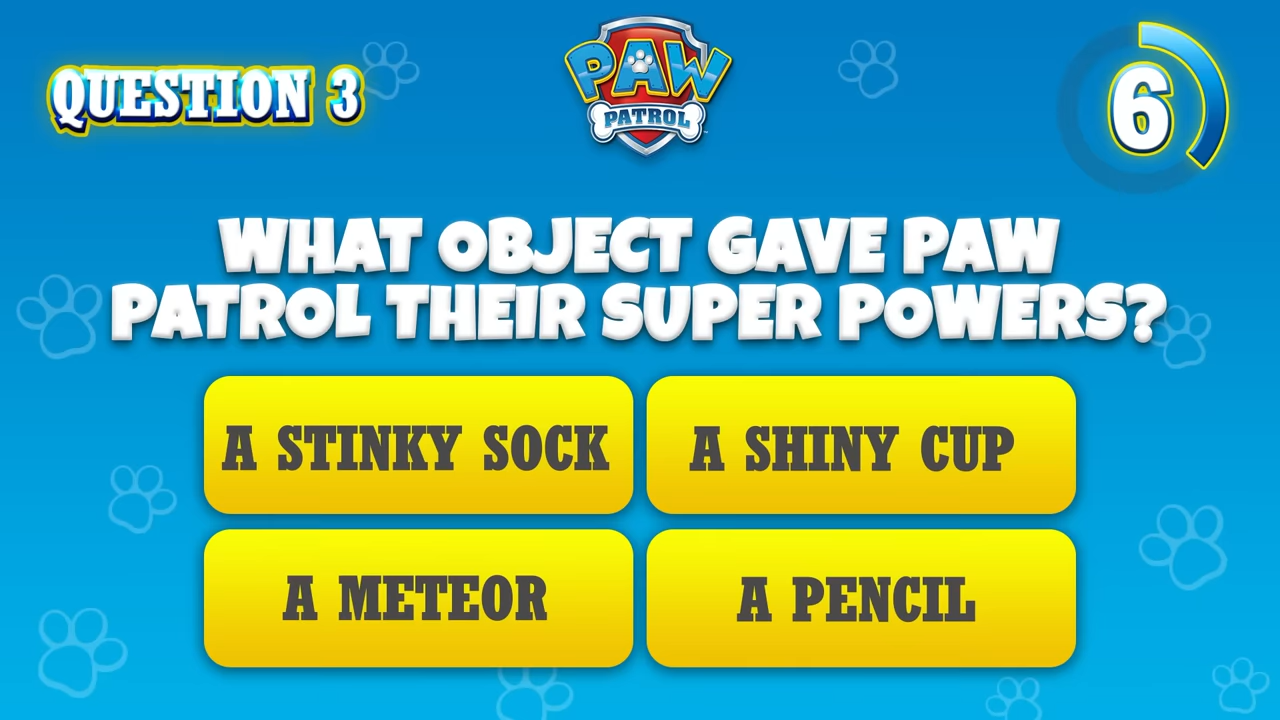 QUESTION 3
PAW
PATROL
6
WHAT OBJECT GAVE PAW
PATROL THEIR SUPER POWERS?
A STINKY SOCK
A SHINY CUP
A METEOR
A PENCIL